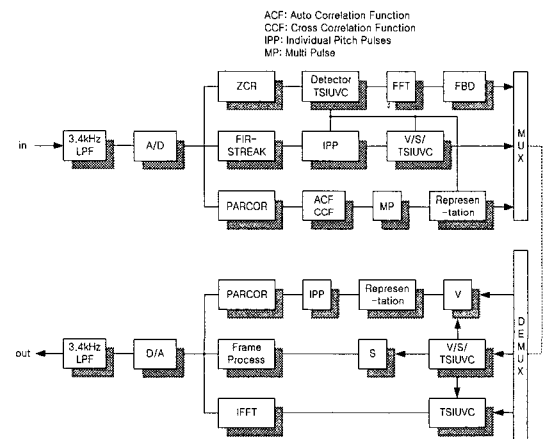 ACF: Auto Correlation Function
CCF: Cross Correlation Function
IPP: Individual Pitch Pulses
MP: Multi Pulse
ZCR
Detector
TSIUVC
FFT
FBD
in
3,4kHz
LPF
A/D
FIR-
STREAK
IPP
V/S/
TSIUVC
MUX
PARCOR
ACF
CCF
MP
Represen
-tation
PARCOR
IPP
Represen
-tation
V
DEMUX
out
3,4kHz
LPF
D/A
Frame
Process
S
V/S/
TSIUVC
IFFT
TSIUVC